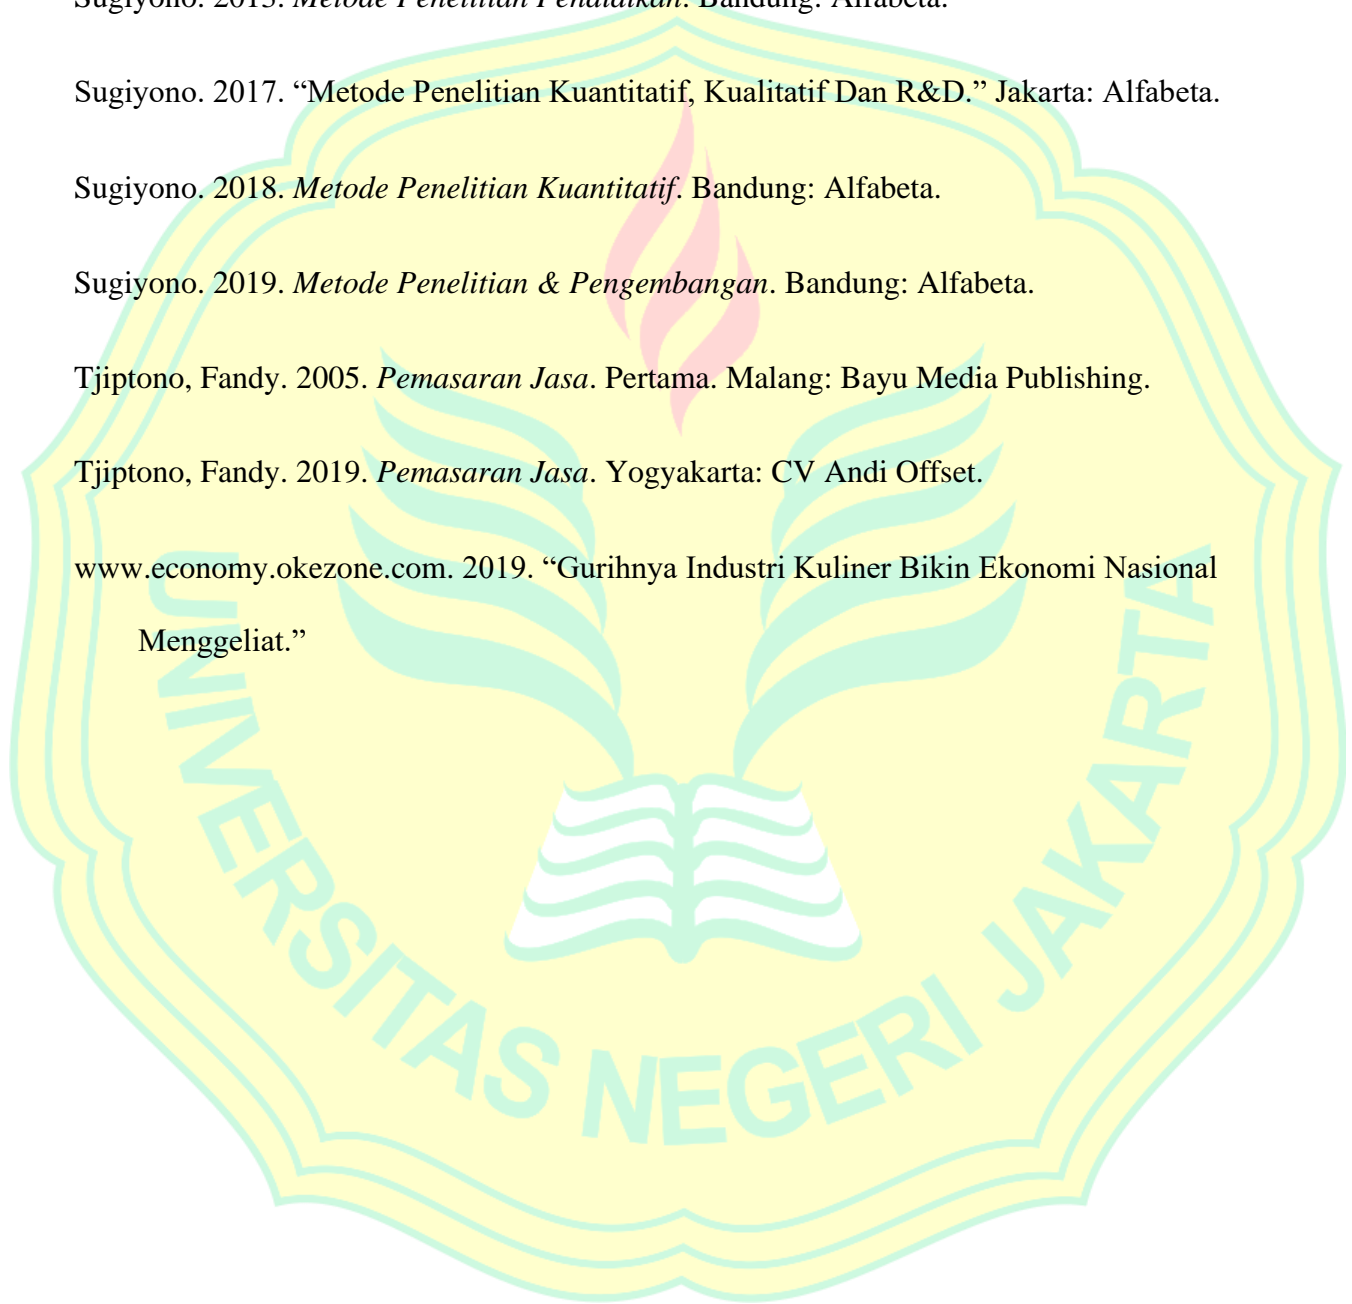 Sugiyono. 2017. “Metode Penelitian Kuantitatif, Kualitatif Dan R&D.” Jakarta: Alfabeta.
Sugiyono. 2018. Metode Penelitian Kuantitatif. Bandung: Alfabeta.
Sugiyono. 2019. Metode Penelitian & Pengembangan. Bandung: Alfabeta.
Tjiptono, Fandy. 2005. Pemasaran Jasa. Pertama. Malang: Bayu Media Publishing.
Tjiptono, Fandy. 2019. Pemasaran Jasa. Yogyakarta: CV Andi Offset.
www.economy.okezone.com. 2019. “Gurihnya Industri Kuliner Bikin Ekonomi Nasional
Menggeliat.”
UNIVERSITAS NEGERI JAKARTA